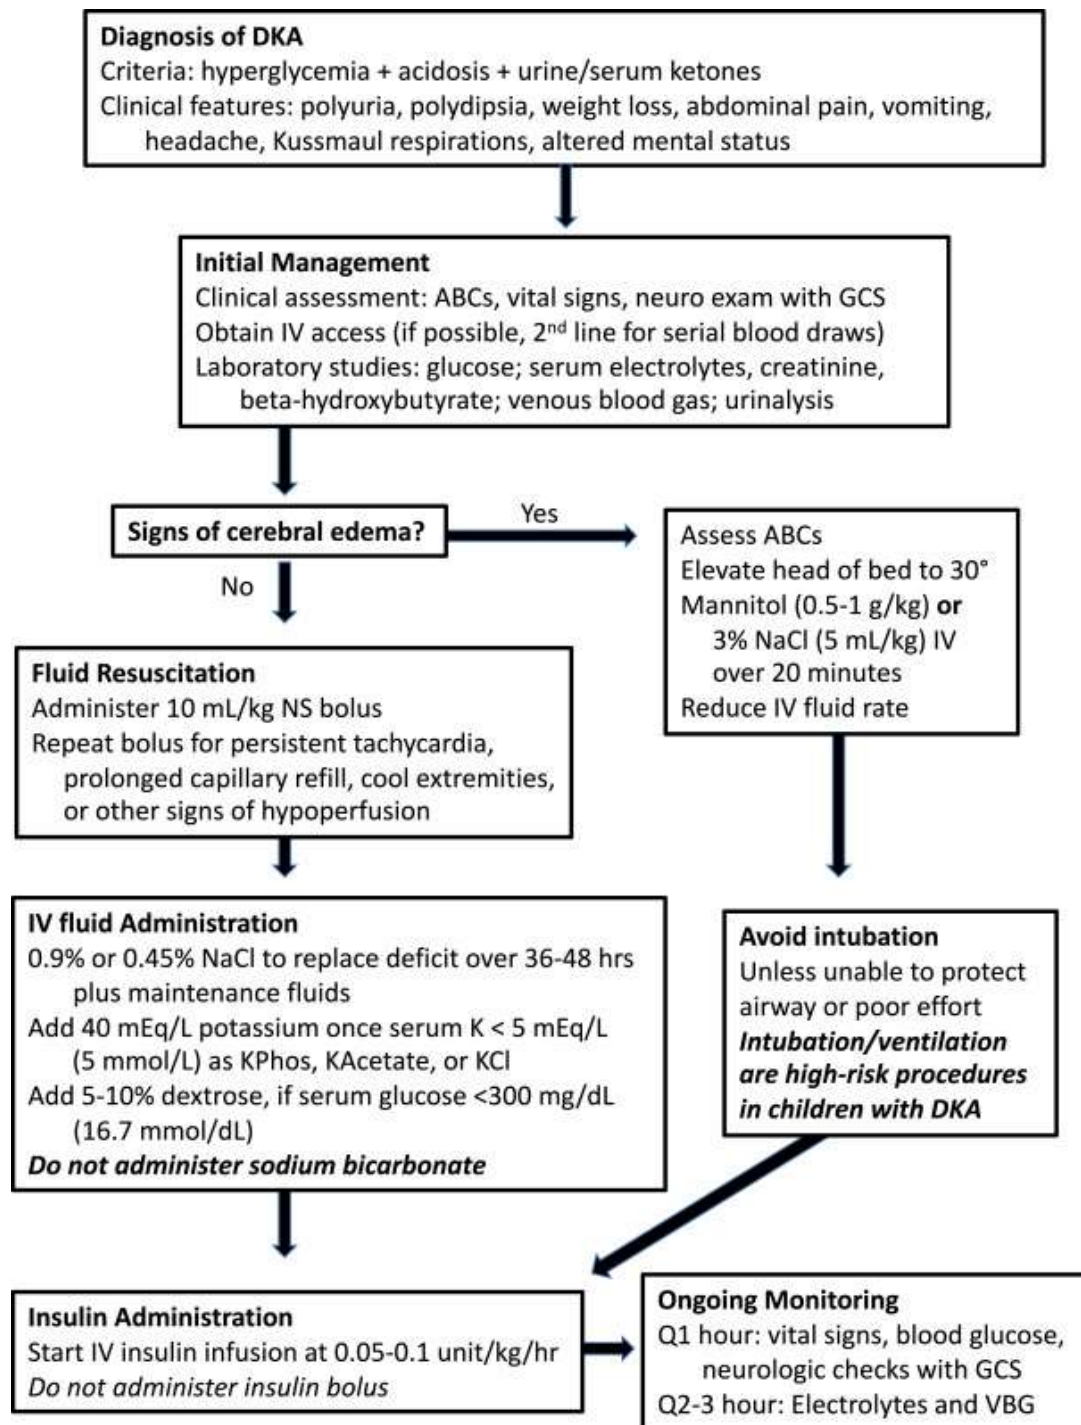 Diagnosis of DKA
Criteria: hyperglycemia + acidosis + urine/serum ketones
Clinical features: polyuria, polydipsia, weight loss, abdominal pain, vomiting,
headache, Kussmaul respirations, altered mental status
Initial Management
Clinical assessment: ABCs, vital signs, neuro exam with GCS
Obtain IV access (if possible, 2nd line for serial blood draws)
Laboratory studies: glucose; serum electrolytes, creatinine,
beta-hydroxybutyrate; venous blood gas; urinalysis
Signs of cerebral edema?
Yes
No
Assess ABCs
Elevate head of bed to 30°
Mannitol (0.5-1 g/kg) or
3% NaCl (5 mL/kg) IV
over 20 minutes
Reduce IV fluid rate
Fluid Resuscitation
Administer 10 mL/kg NS bolus
Repeat bolus for persistent tachycardia,
prolonged capillary refill, cool extremities,
or other signs of hypoperfusion
IV fluid Administration
0.9% or 0.45% NaCl to replace deficit over 36-48 hrs
plus maintenance fluids
Add 40 mEq/L potassium once serum K < 5 mEq/L
(5 mmol/L) as KPhos, KAcetate, or KCl
Add 5-10% dextrose, if serum glucose <300 mg/dL
(16.7 mmol/dL)
Do not administer sodium bicarbonate
Avoid intubation
Unless unable to protect
airway or poor effort
Intubation/ventilation
are high-risk procedures
in children with DKA
Insulin Administration
Start IV insulin infusion at 0.05-0.1 unit/kg/hr
Do not administer insulin bolus
Ongoing Monitoring
Q1 hour: vital signs, blood glucose,
neurologic checks with GCS
Q2-3 hour: Electrolytes and VBG